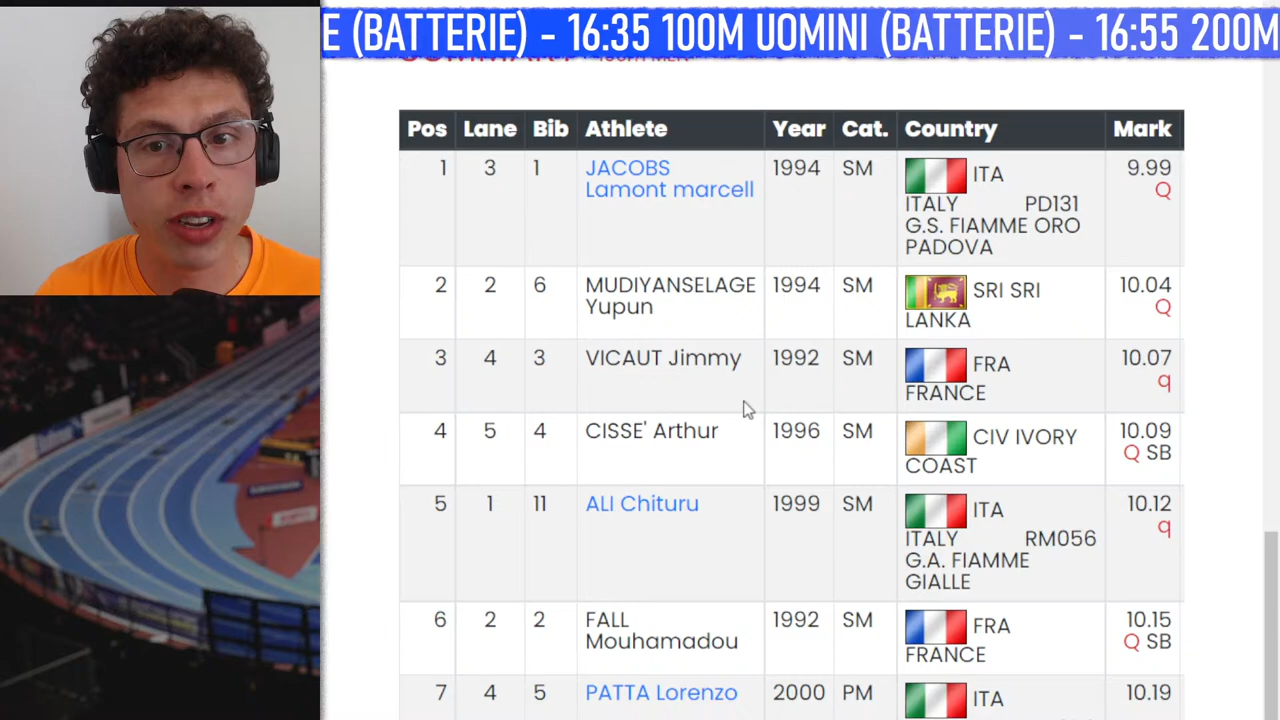 E (BATTERIE) - 16:35 100M UOMINI (BATTERIE) - 16:55 200M
Pos Lane Bib Athlete Year Cat. Country Mark
1 3 1 JACOBS Lamont marcell 1994 SM ITA ITALY PD131 G.S. FIAMME ORO PADOVA 9.99 Q
2 2 6 MUDIYANSELAGE Yupun 1994 SM SRI SRI LANKA 10.04 Q
3 4 3 VICAUT Jimmy 1992 SM FRA FRANCE 10.07 q
4 5 4 CISSE' Arthur 1996 SM CIV IVORY COAST 10.09 Q SB
5 1 11 ALI Chituru 1999 SM ITA ITALY RM056 G.A. FIAMME GIALLE 10.12 q
6 2 2 FALL Mouhamadou 1992 SM FRA FRANCE 10.15 Q SB
7 4 5 PATTA Lorenzo 2000 PM ITA 10.19